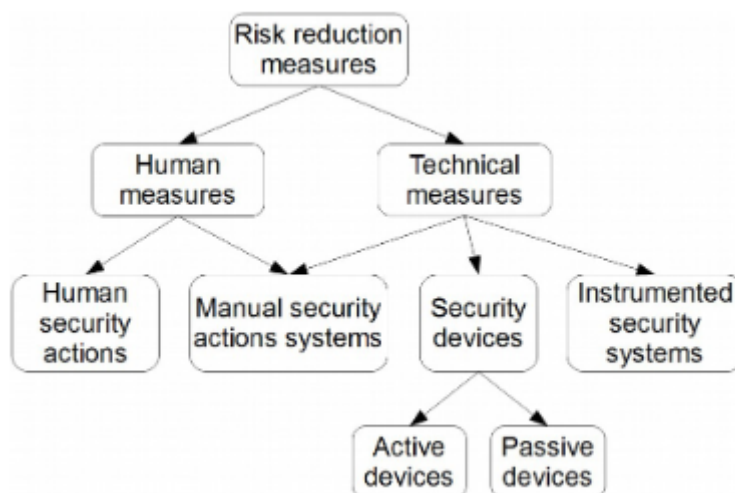 Risk reduction
measures
Human
measures
Technical
measures
Human
security
actions
Manual security
actions systems
Security
devices
Instrumented
security
systems
Active
devices
Passive
devices